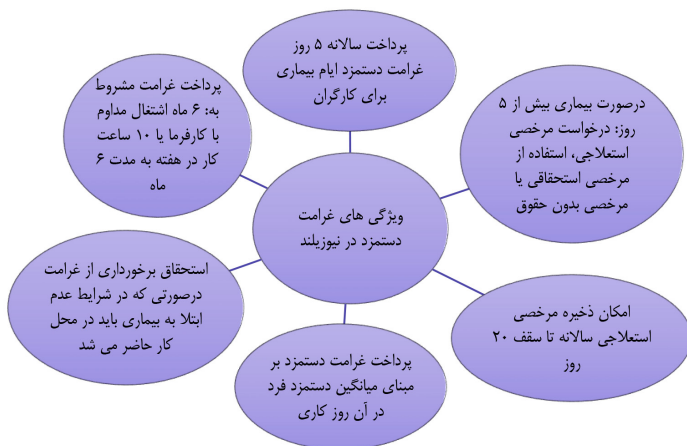 ویژگی های غرامت
دستمزد در نیوزیلند
پرداخت سالانه ۵ روز
غرامت دستمزد ایام بیماری
برای کارگران
درصورت بیماری بیش از ۵
روز: درخواست مرخصی
استعلاجی، استفاده از
مرخصی استحقاقی یا
مرخصی بدون حقوق
امکان ذخیره مرخصی
استعلاجی سالانه تا سقف ۲۰
روز
پرداخت غرامت دستمزد بر
مبنای میانگین دستمزد فرد
در آن روز کاری
استحقاق برخورداری از غرامت
درصورتی که در شرایط عدم
ابتلا به بیماری باید در محل
کار حاضر می شد
پرداخت غرامت مشروط
به: ۶ ماه اشتغال مداوم
با کارفرما یا ۱۰ ساعت
کار در هفته به مدت ۶
ماه